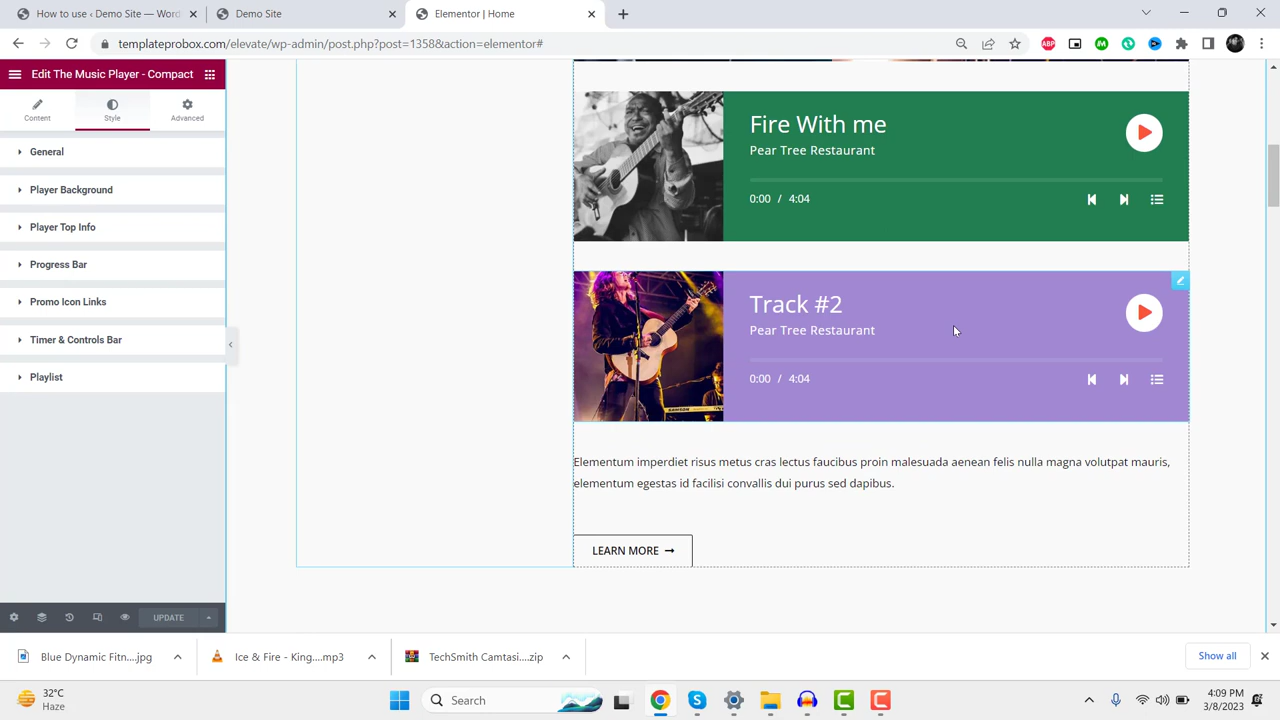 How to use v - Wordl
Demo Site
Elementor | Home
templateprobox.com/elevate/wp-admin/post.php?post=1358&action=elementor#
ABP
Edit The Music Player - Compact
Content
Style
Advanced
General
Player Background
Player Top Info
Progress Bar
Promo Icon Links
Timer & Controls Bar
Playlist
UPDATE
Fire With me
Pear Tree Restaurant
0:00 / 4:04
Track #2
Pear Tree Restaurant
0:00 / 4:04
Elementum imperdiet risus metus cras lectus faucibus proin malesuada aenean felis nulla magna volutpat mauris,
elementum egestas id facilisi convallis dui purus sed dapibus.
LEARN MORE →
Blue Dynamic Fitn....jpg
Ice & Fire - King....mp3
TechSmith Camtasi....zip
Show all
32°C
Haze
Search
4:09 PM
3/8/2023